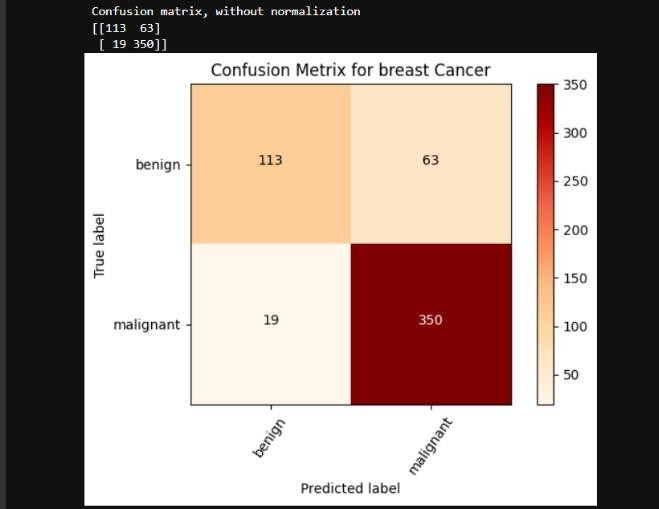 Confusion matrix, without normalization
[[113  63]
 [ 19 350]]
Confusion Metrix for breast Cancer
350
300
250
200
150
100
50
True label
benign
113
63
malignant
19
350
benign
malignant
Predicted label